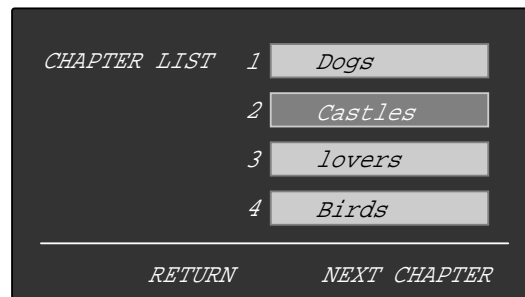 CHAPTER LIST 1 Dogs
2 Castles
3 lovers
4 Birds
RETURN NEXT CHAPTER